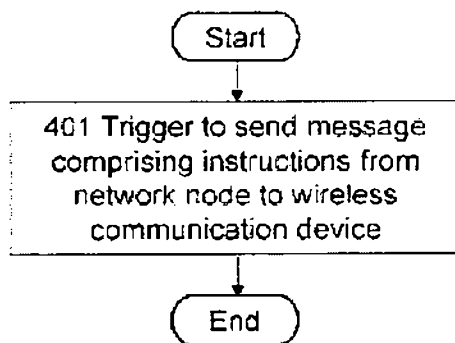 Start
401 Trigger to send message
comprising instructions from
network node to wireless
communication device
End